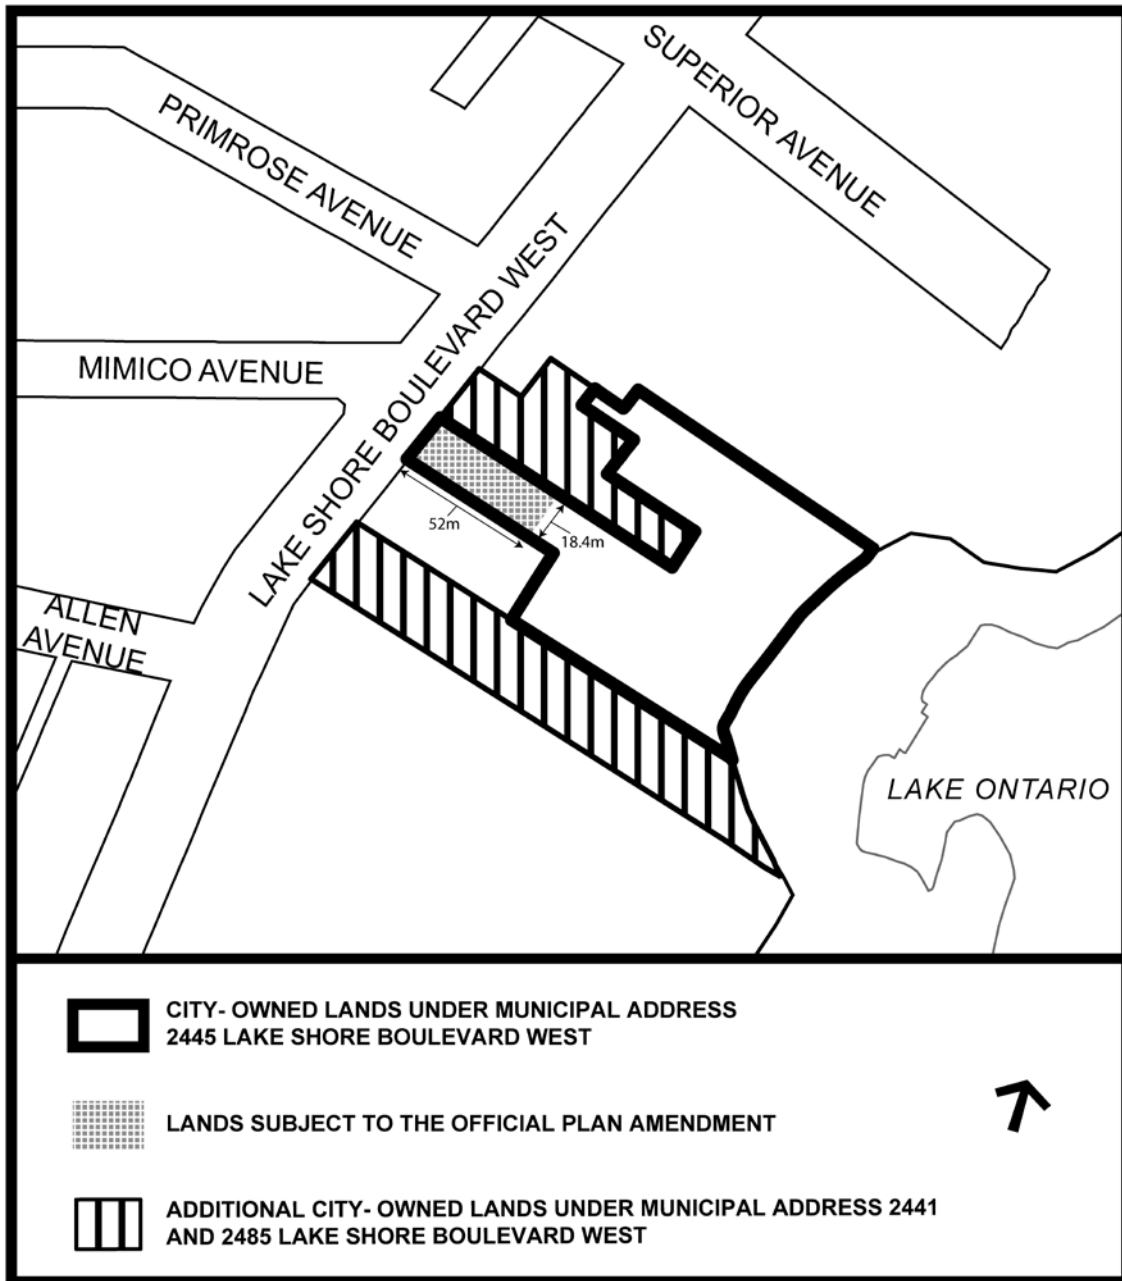 SUPERIOR AVENUE
PRIMROSE AVENUE
LAKE SHORE BOULEVARD WEST
MIMICO AVENUE
52m
18.4m
ALLEN
AVENUE
LAKE ONTARIO
CITY- OWNED LANDS UNDER MUNICIPAL ADDRESS
2445 LAKE SHORE BOULEVARD WEST
LANDS SUBJECT TO THE OFFICIAL PLAN AMENDMENT
ADDITIONAL CITY- OWNED LANDS UNDER MUNICIPAL ADDRESS 2441
AND 2485 LAKE SHORE BOULEVARD WEST